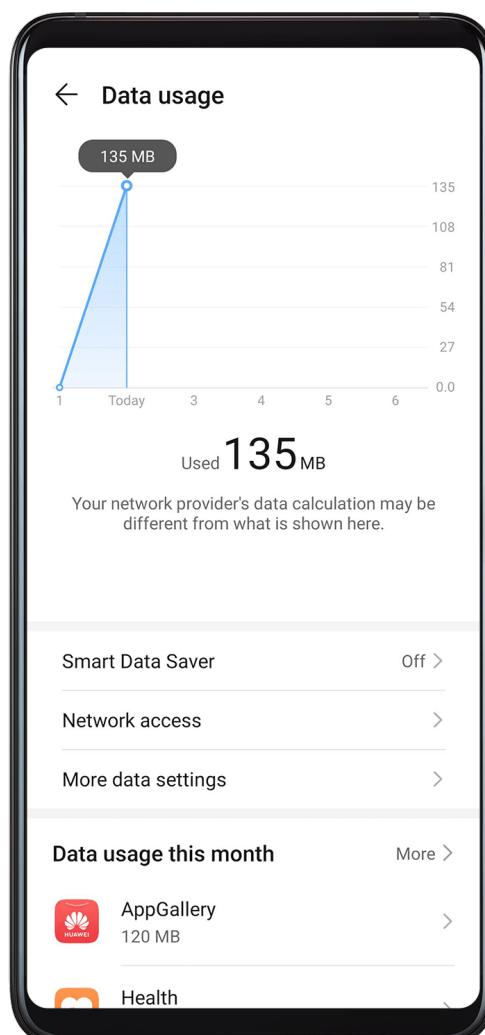 Data usage
135 MB
135
108
81
54
27
0.0
1 Today 3 4 5 6
Used 135 MB
Your network provider's data calculation may be
different from what is shown here.
Smart Data Saver Off
Network access
More data settings
Data usage this month More
HUAWEI
AppGallery
120 MB
Health